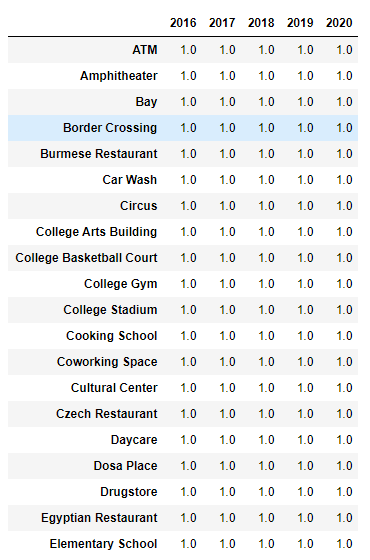 2016 2017 2018 2019 2020
ATM 1.0 1.0 1.0 1.0 1.0
Amphitheater 1.0 1.0 1.0 1.0 1.0
Bay 1.0 1.0 1.0 1.0 1.0
Border Crossing 1.0 1.0 1.0 1.0 1.0
Burmese Restaurant 1.0 1.0 1.0 1.0 1.0
Car Wash 1.0 1.0 1.0 1.0 1.0
Circus 1.0 1.0 1.0 1.0 1.0
College Arts Building 1.0 1.0 1.0 1.0 1.0
College Basketball Court 1.0 1.0 1.0 1.0 1.0
College Gym 1.0 1.0 1.0 1.0 1.0
College Stadium 1.0 1.0 1.0 1.0 1.0
Cooking School 1.0 1.0 1.0 1.0 1.0
Coworking Space 1.0 1.0 1.0 1.0 1.0
Cultural Center 1.0 1.0 1.0 1.0 1.0
Czech Restaurant 1.0 1.0 1.0 1.0 1.0
Daycare 1.0 1.0 1.0 1.0 1.0
Dosa Place 1.0 1.0 1.0 1.0 1.0
Drugstore 1.0 1.0 1.0 1.0 1.0
Egyptian Restaurant 1.0 1.0 1.0 1.0 1.0
Elementary School 1.0 1.0 1.0 1.0 1.0